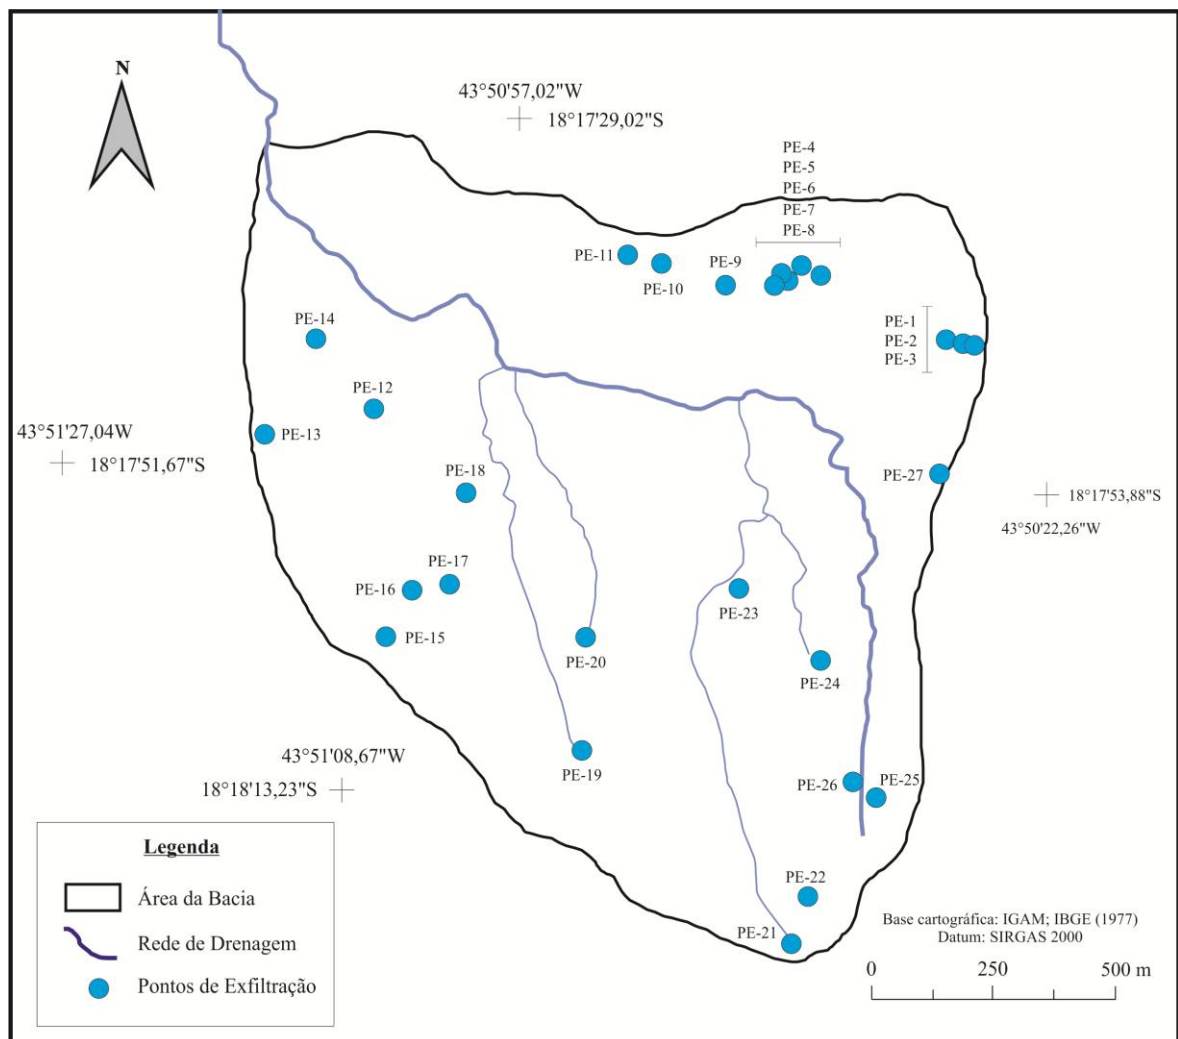 N
43°50'57,02"W
18°17'29,02"S
PE-4
PE-5
PE-6
PE-7
PE-8
PE-11
PE-10
PE-9
PE-1
PE-2
PE-3
PE-14
PE-12
PE-13
43°51'27,04W
18°17'51,67"S
PE-18
PE-27
18°17'53,88"S
43°50'22,26"W
PE-17
PE-16
PE-15
PE-23
PE-20
PE-24
PE-19
43°51'08,67"W
18°18'13,23"S
PE-26
PE-25
PE-22
PE-21
Legenda
Área da Bacia
Rede de Drenagem
Pontos de Exfiltração
Base cartográfica: IGAM; IBGE (1977)
Datum: SIRGAS 2000
0 250 500 m